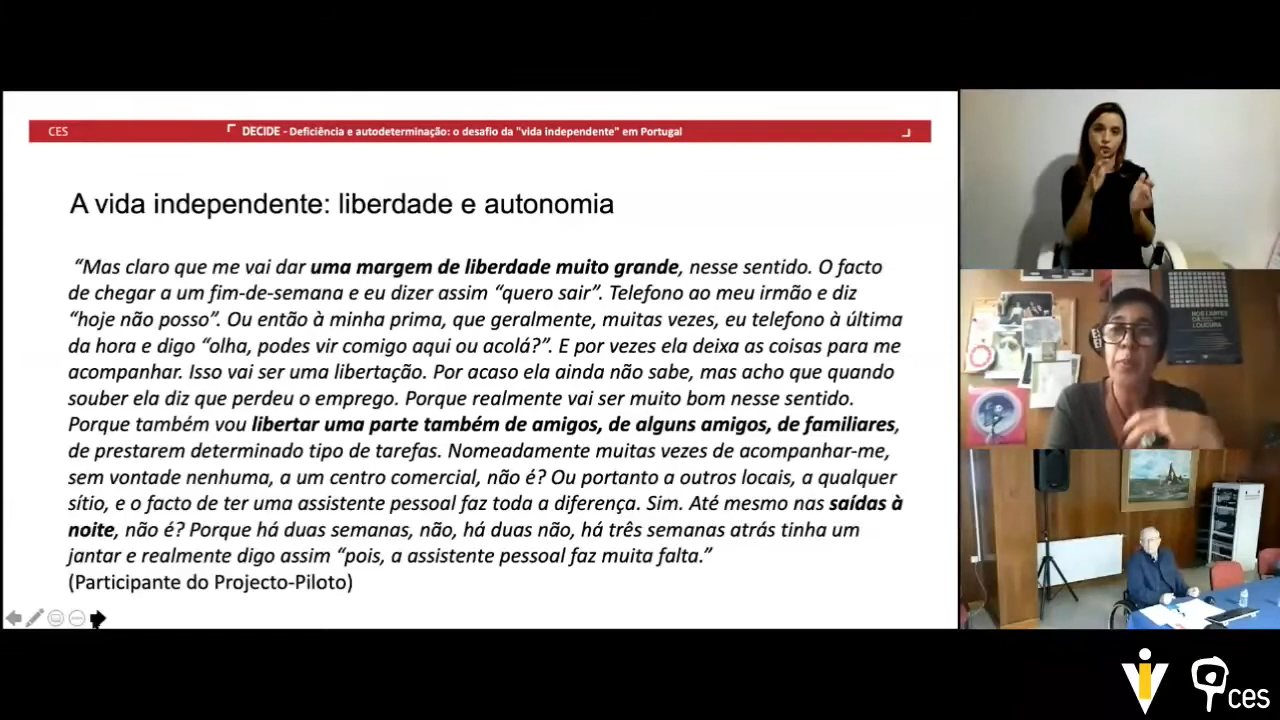 CES
DECIDE - Deficiência e autodeterminação: o desafio da "vida independente" em Portugal
A vida independente: liberdade e autonomia
“Mas claro que me vai dar uma margem de liberdade muito grande, nesse sentido. O facto
de chegar a um fim-de-semana e eu dizer assim “quero sair”. Telefono ao meu irmão e diz
“hoje não posso”. Ou então à minha prima, que geralmente, muitas vezes, eu telefono à última
da hora e digo “olha, podes vir comigo aqui ou acolá?”. E por vezes ela deixa as coisas para me
acompanhar. Isso vai ser uma libertação. Por acaso ela ainda não sabe, mas acho que quando
souber ela diz que perdeu o emprego. Porque realmente vai ser muito bom nesse sentido.
Porque também vou libertar uma parte também de amigos, de alguns amigos, de familiares,
de prestarem determinado tipo de tarefas. Nomeadamente muitas vezes de acompanhar-me,
sem vontade nenhuma, a um centro comercial, não é? Ou portanto a outros locais, a qualquer
sítio, e o facto de ter uma assistente pessoal faz toda a diferença. Sim. Até mesmo nas saídas à
noite, não é? Porque há duas semanas, não, há duas não, há três semanas atrás tinha um
jantar e realmente digo assim “pois, a assistente pessoal faz muita falta.”
(Participante do Projecto-Piloto)
LOUCURA
ces